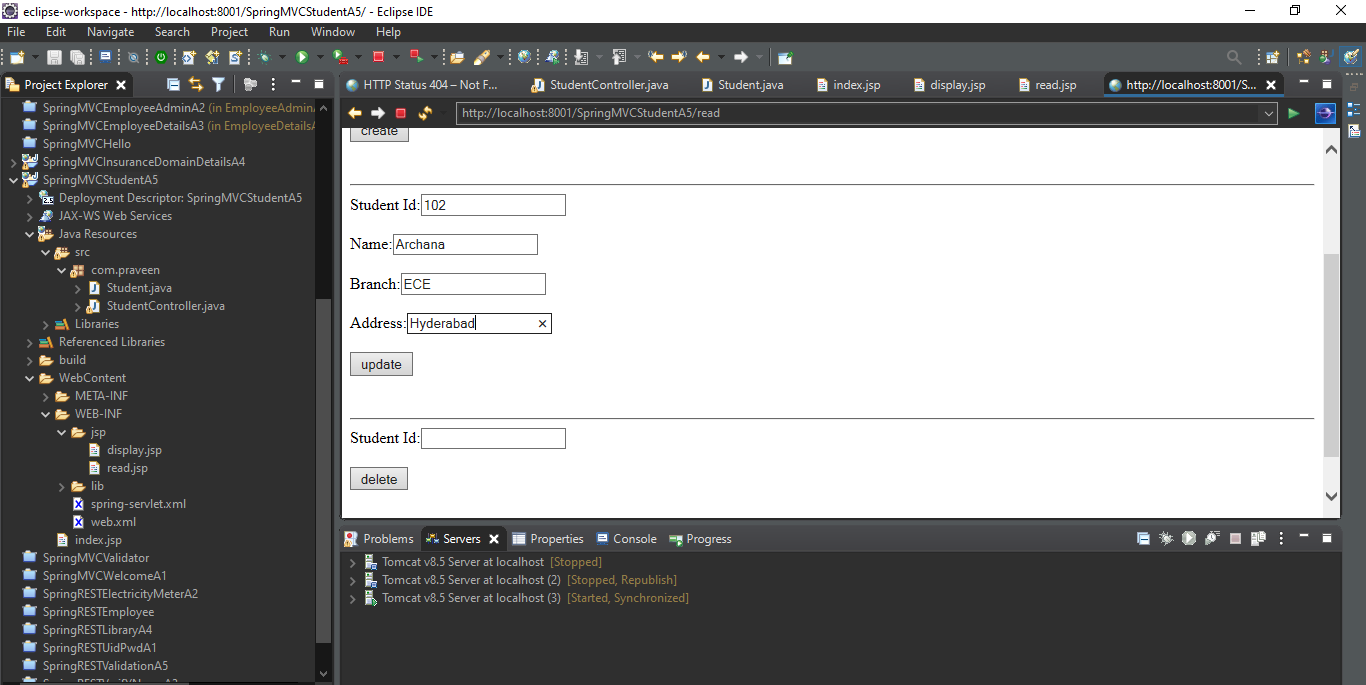 eclipse-workspace - http://localhost:8001/SpringMVCStudentA5/ - Eclipse IDE
File Edit Navigate Search Project Run Window Help
Project Explorer
SpringMVCEmployeeAdminA2 (in EmployeeAdmin
SpringMVCEmployeeDetailsA3 (in EmployeeDetails
SpringMVCHello
SpringMVCInsuranceDomainDetailsA4
SpringMVCStudentA5
Deployment Descriptor: SpringMVCStudentA5
JAX-WS Web Services
Java Resources
src
com.praveen
Student.java
StudentController.java
Libraries
Referenced Libraries
build
WebContent
META-INF
WEB-INF
jsp
display.jsp
read.jsp
lib
spring-servlet.xml
web.xml
index.jsp
SpringMVCValidator
SpringMVCWelcomeA1
SpringRESTElectricityMeterA2
SpringRESTEmployee
SpringRESTLibraryA4
SpringRESTUidPwdA1
SpringRESTValidationA5
HTTP Status 404 – Not F... StudentController.java Student.java index.jsp display.jsp read.jsp http://localhost:8001/S...
http://localhost:8001/SpringMVCStudentA5/read
create
Student Id: 102
Name: Archana
Branch: ECE
Address: Hyderabad
update
Student Id:
delete
Problems Servers Properties Console Progress
Tomcat v8.5 Server at localhost [Stopped]
Tomcat v8.5 Server at localhost (2) [Stopped, Republish]
Tomcat v8.5 Server at localhost (3) [Started, Synchronized]